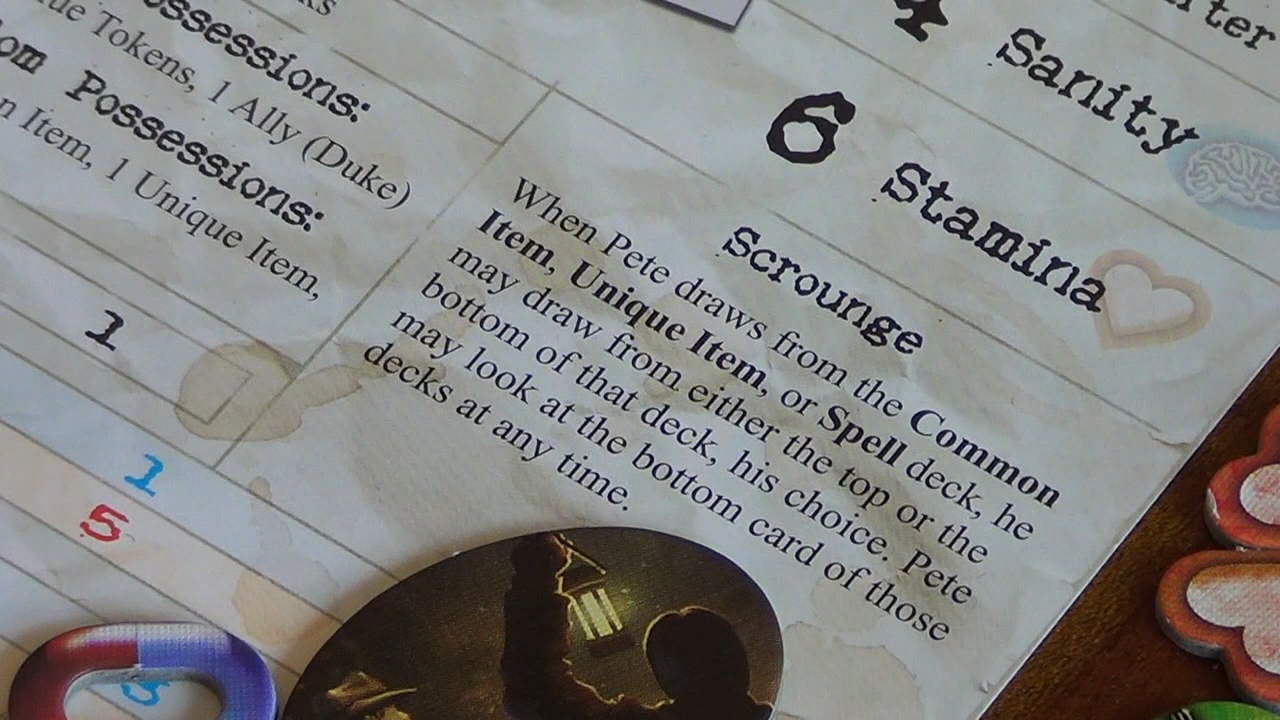 ks
ssessions:
ue Tokens, 1 Ally (Duke)
om Possessions:
n Item, 1 Unique Item,
1
1
5
4 Sanity
6 Stamina
Scrounge
When Pete draws from the Common
Item, Unique Item, or Spell deck, he
may draw from either the top or the
bottom of that deck, his choice. Pete
may look at the bottom card of those
decks at any time.